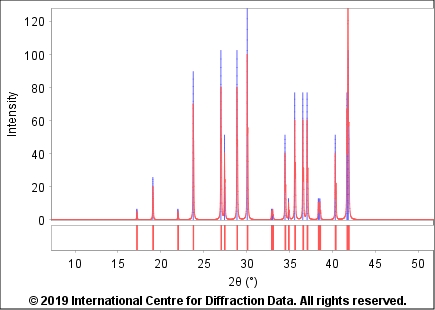 120
100
80
60
40
20
0
Intensity
10 15 20 25 30 35 40 45 50
2θ (°)
© 2019 International Centre for Diffraction Data. All rights reserved.